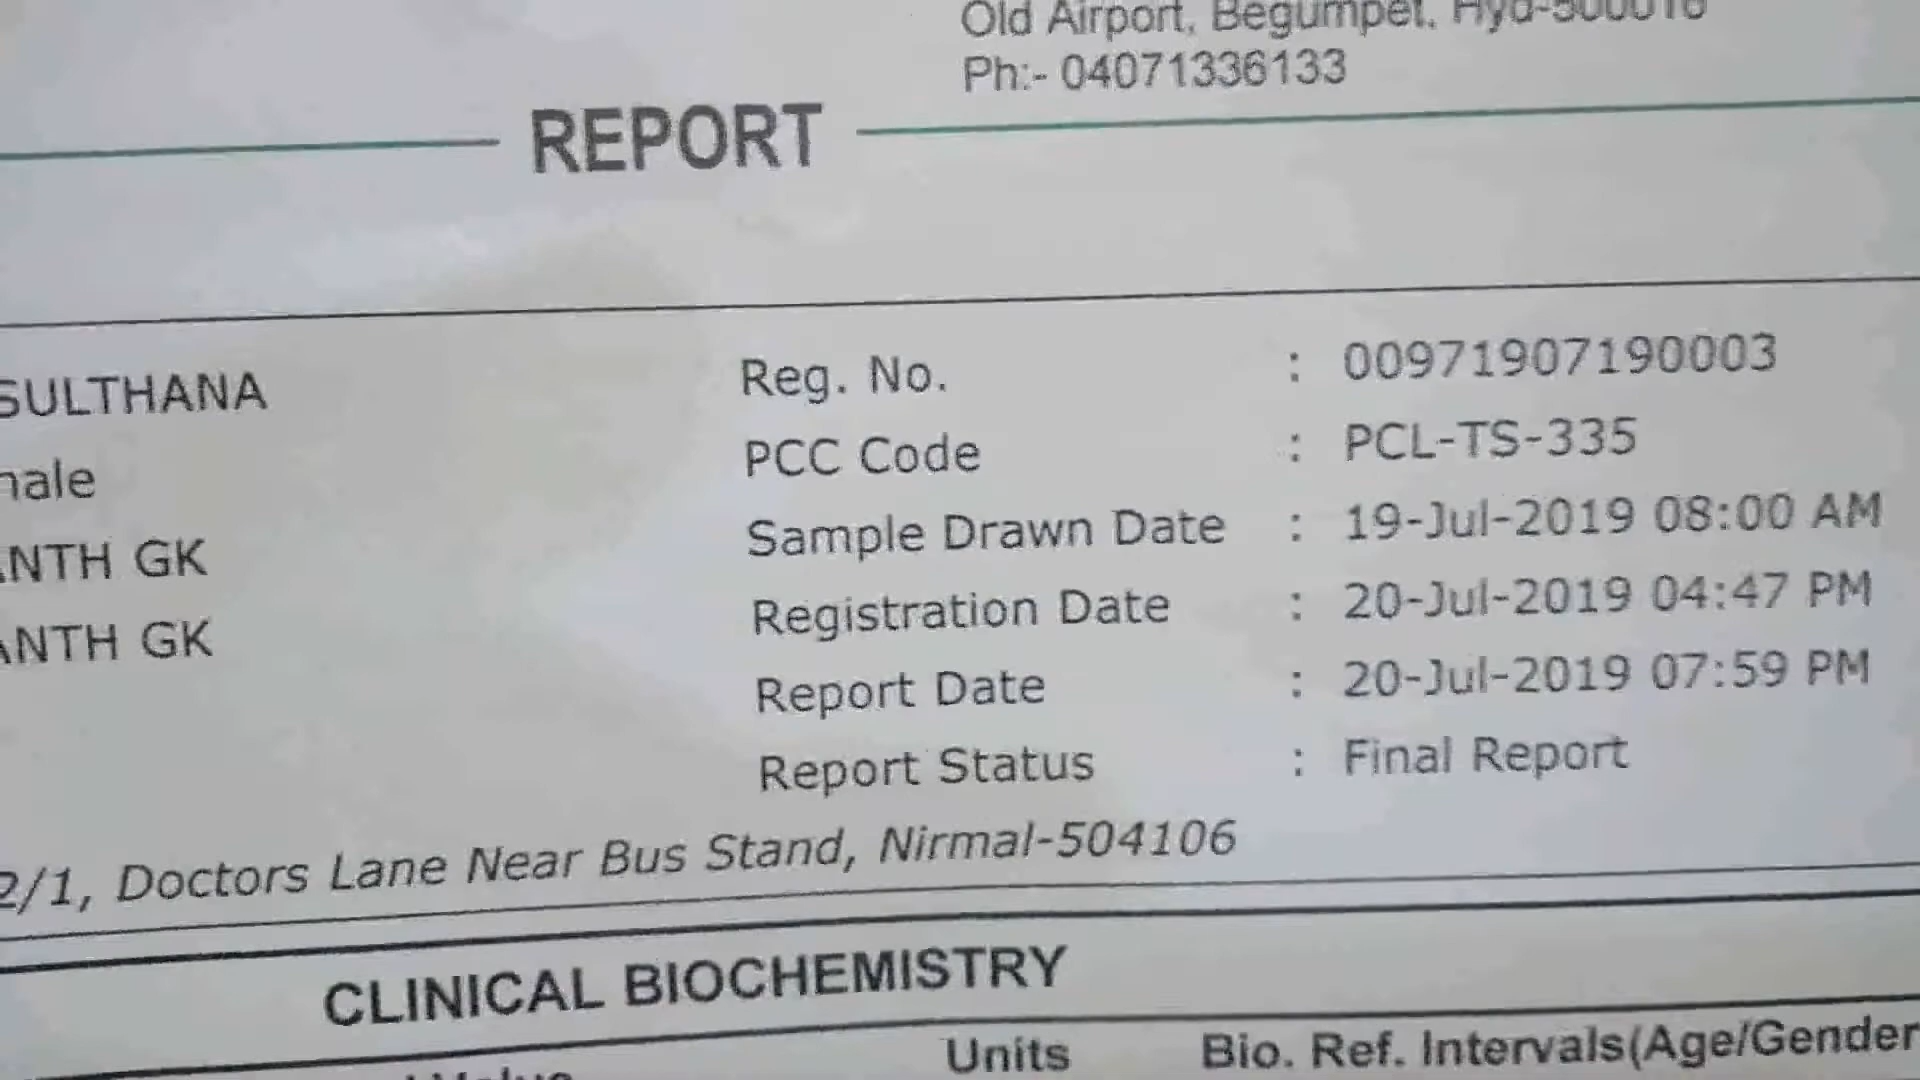 Old Airport, Begumpet, Hyd-500016
Ph:- 04071336133
REPORT
SULTHANA
Reg. No. : 00971907190003
PCC Code : PCL-TS-335
NTH GK
Sample Drawn Date : 19-Jul-2019 08:00 AM
ANTH GK
Registration Date : 20-Jul-2019 04:47 PM
Report Date : 20-Jul-2019 07:59 PM
Report Status : Final Report
2/1, Doctors Lane Near Bus Stand, Nirmal-504106
CLINICAL BIOCHEMISTRY
Units Bio. Ref. Intervals(Age/Gender